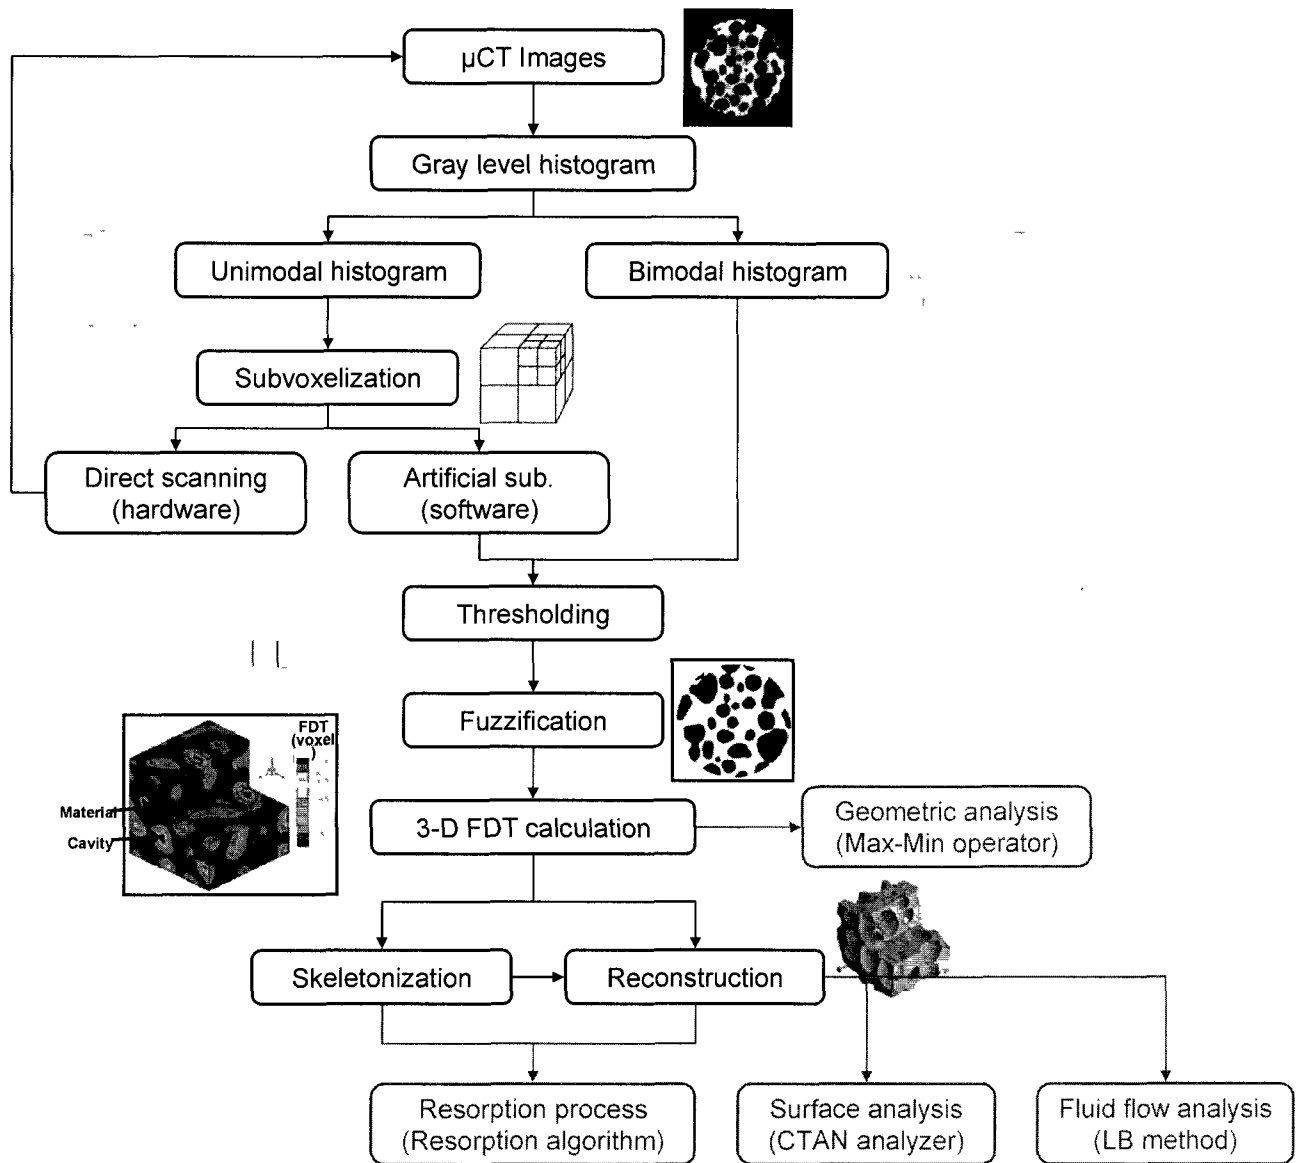 µCT Images
Gray level histogram
Unimodal histogram
Bimodal histogram
Subvoxelization
Direct scanning
(hardware)
Artificial sub.
(software)
Thresholding
Fuzzification
FDT
(voxel
)
Material
Cavity
3-D FDT calculation
Geometric analysis
(Max-Min operator)
Skeletonization
Reconstruction
Resorption process
(Resorption algorithm)
Surface analysis
(CTAN analyzer)
Fluid flow analysis
(LB method)